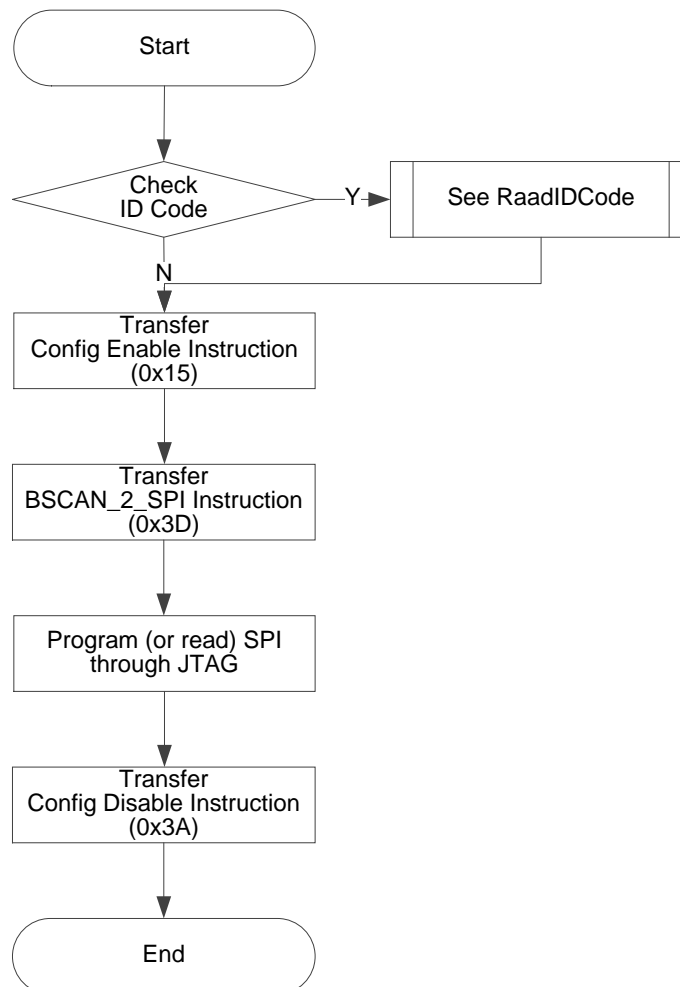 Start
Check
ID Code
Y
See RaadIDCode
N
Transfer
Config Enable Instruction
(0x15)
Transfer
BSCAN_2_SPI Instruction
(0x3D)
Program (or read) SPI
through JTAG
Transfer
Config Disable Instruction
(0x3A)
End